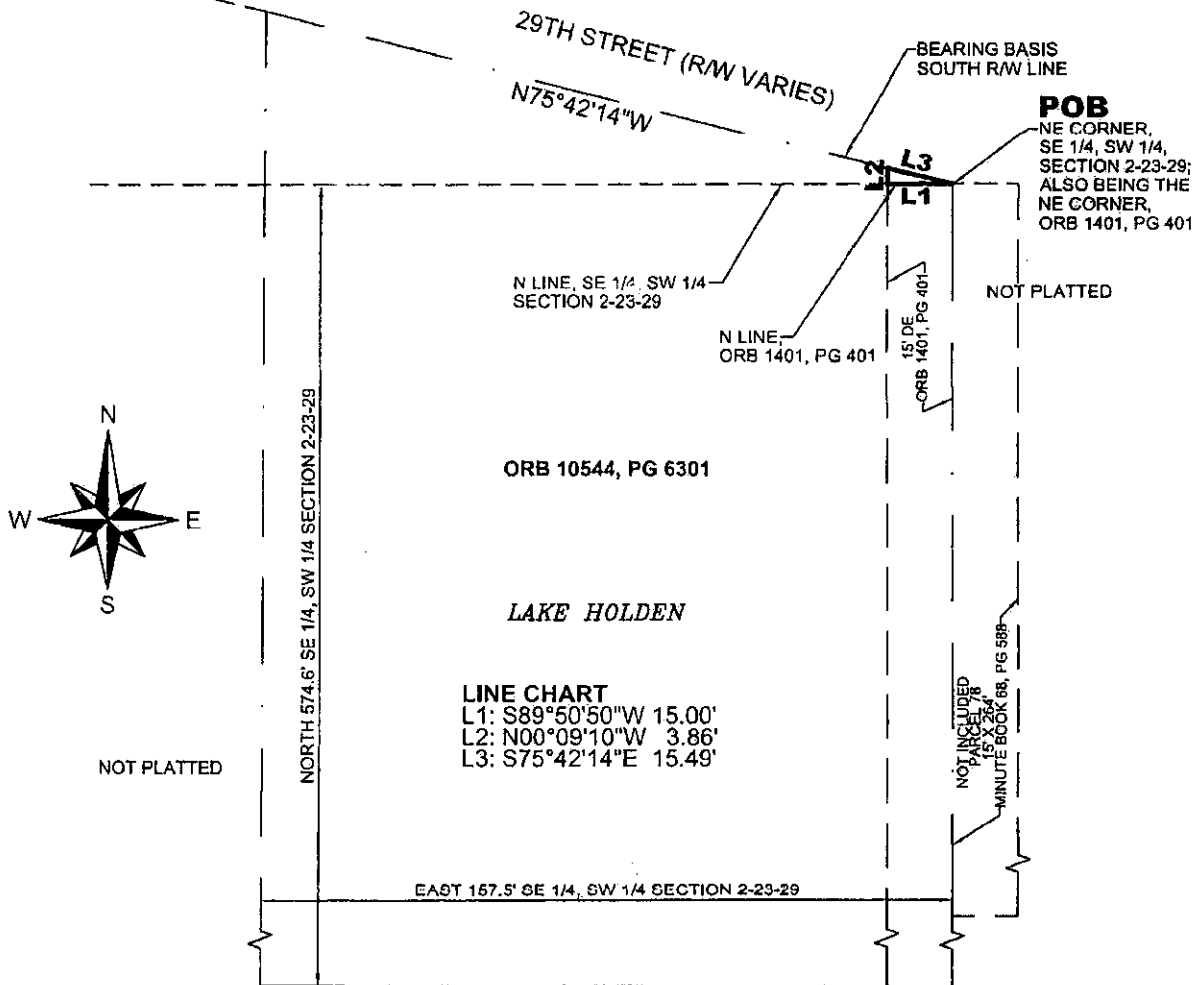 29TH STREET (R/W VARIES)
N75°42'14"W
BEARING BASIS
SOUTH R/W LINE
POB
NE CORNER,
SE 1/4, SW 1/4,
SECTION 2-23-29;
ALSO BEING THE
NE CORNER,
ORB 1401, PG 401
L2
L3
L1
N LINE, SE 1/4, SW 1/4
SECTION 2-23-29
N LINE,
ORB 1401, PG 401
15' DE
ORB 1401, PG 401
NOT PLATTED
NORTH 574.6' SE 1/4, SW 1/4 SECTION 2-23-29
N
W
E
S
ORB 10544, PG 6301
LAKE HOLDEN
LINE CHART
L1: S89°50'50"W 15.00'
L2: N00°09'10"W 3.86'
L3: S75°42'14"E 15.49'
NOT PLATTED
NOT INCLUDED
PARCEL 78
15' X 264'
MINUTE BOOK 68, PG 588
EAST 157.5' SE 1/4, SW 1/4 SECTION 2-23-29